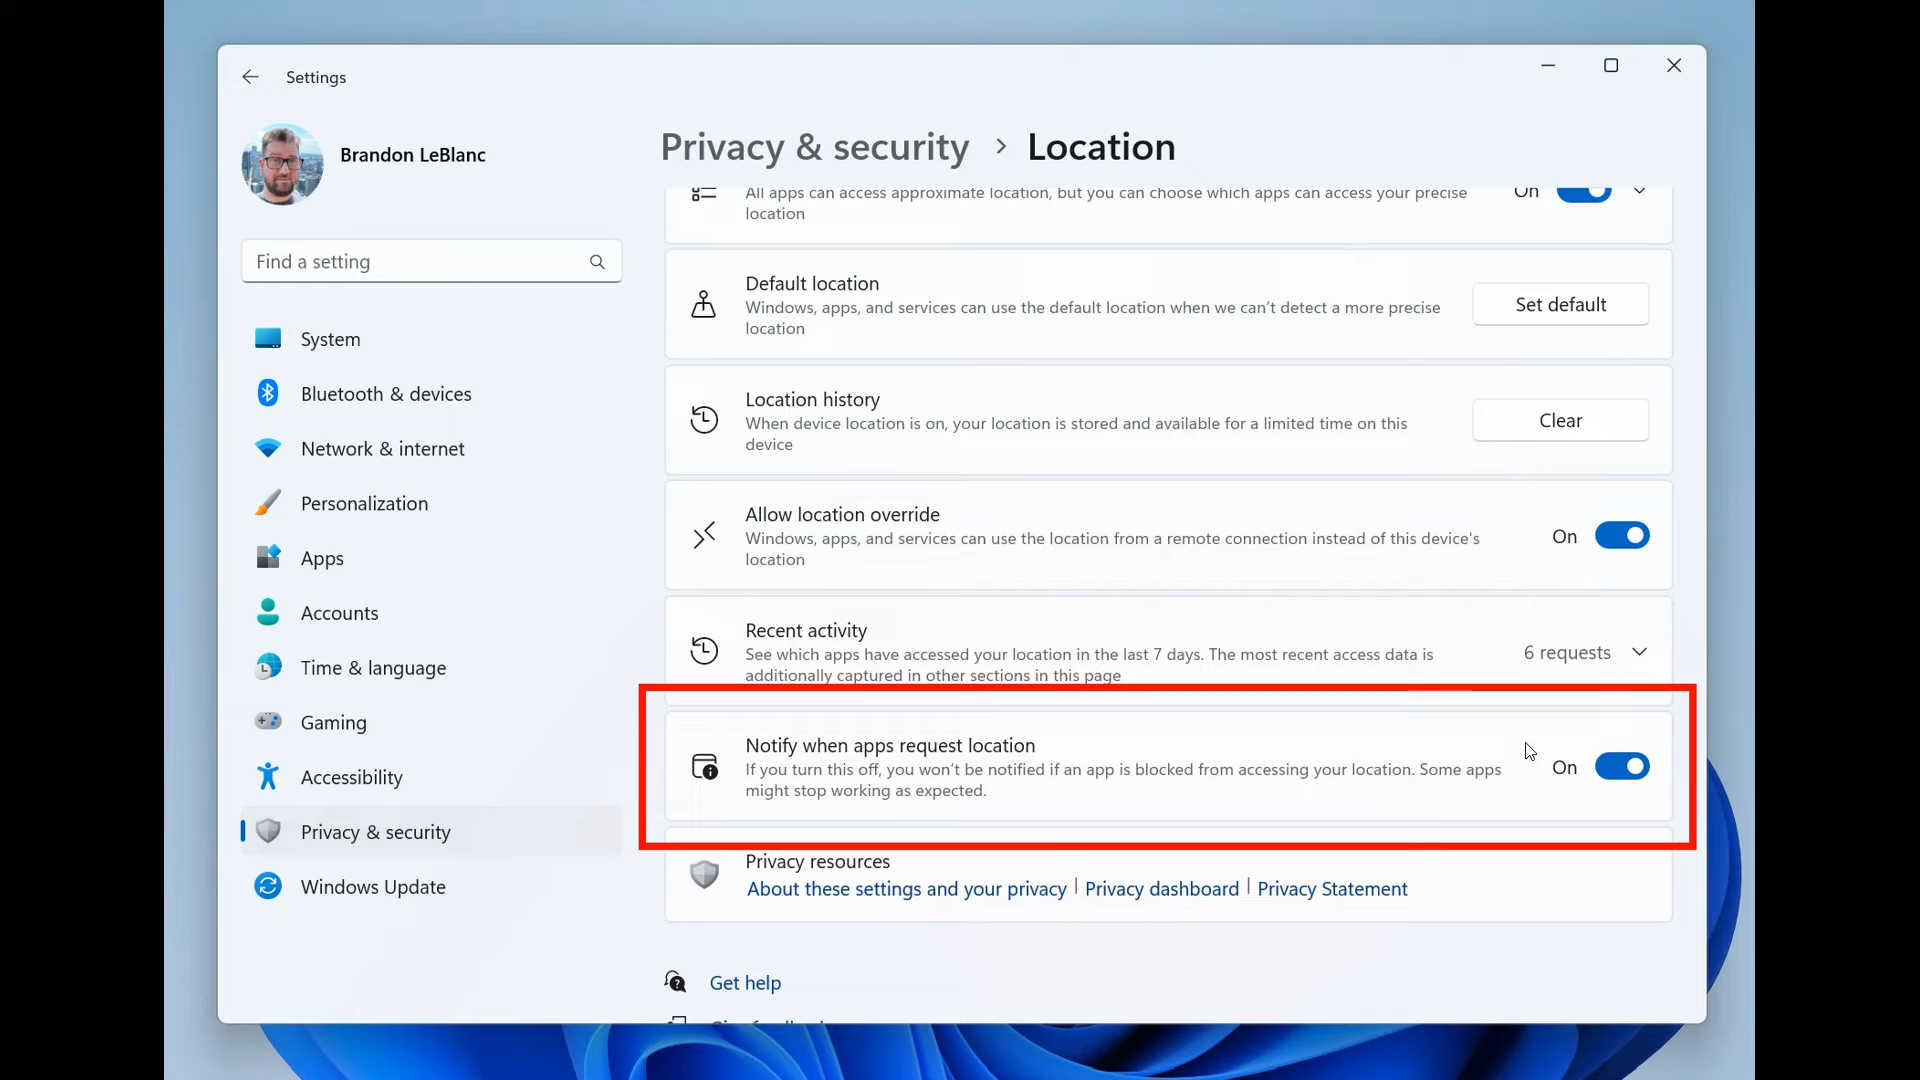 Settings
Brandon LeBlanc
Find a setting
System
Bluetooth & devices
Network & internet
Personalization
Apps
Accounts
Time & language
Gaming
Accessibility
Privacy & security
Windows Update
Privacy & security > Location
All apps can access approximate location, but you can choose which apps can access your precise
location
On
Default location
Windows, apps, and services can use the default location when we can't detect a more precise
location
Set default
Location history
When device location is on, your location is stored and available for a limited time on this
device
Clear
Allow location override
Windows, apps, and services can use the location from a remote connection instead of this device's
location
On
Recent activity
See which apps have accessed your location in the last 7 days. The most recent access data is
additionally captured in other sections in this page
6 requests
Notify when apps request location
If you turn this off, you won't be notified if an app is blocked from accessing your location. Some apps
might stop working as expected.
On
Privacy resources
About these settings and your privacy | Privacy dashboard | Privacy Statement
Get help